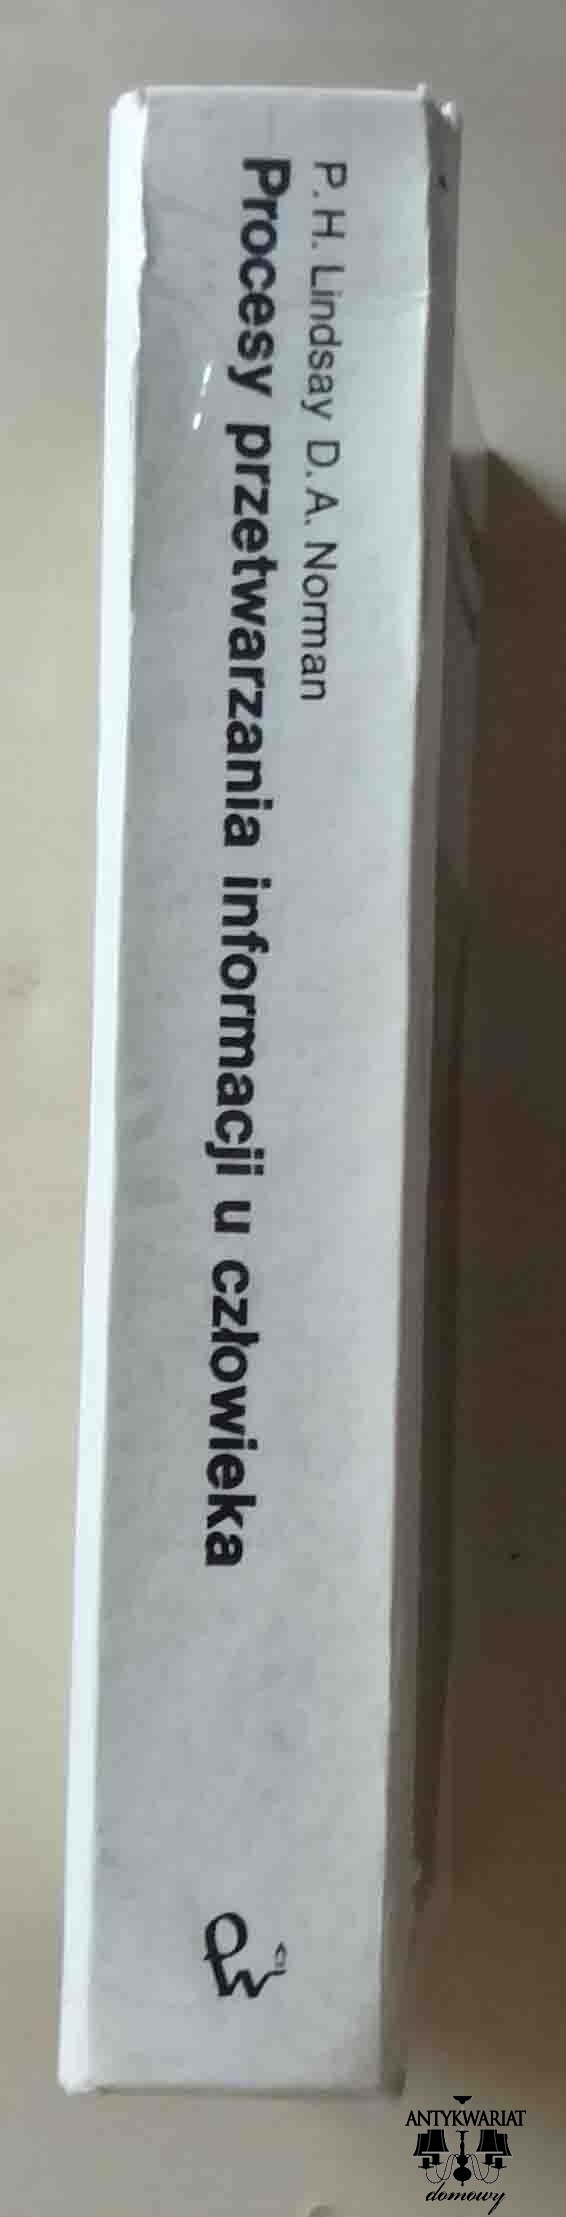 P. H. Lindsay D. A. Norman
Procesy przetwarzania informacji u człowieka
ANTYKWARIAT
domowy